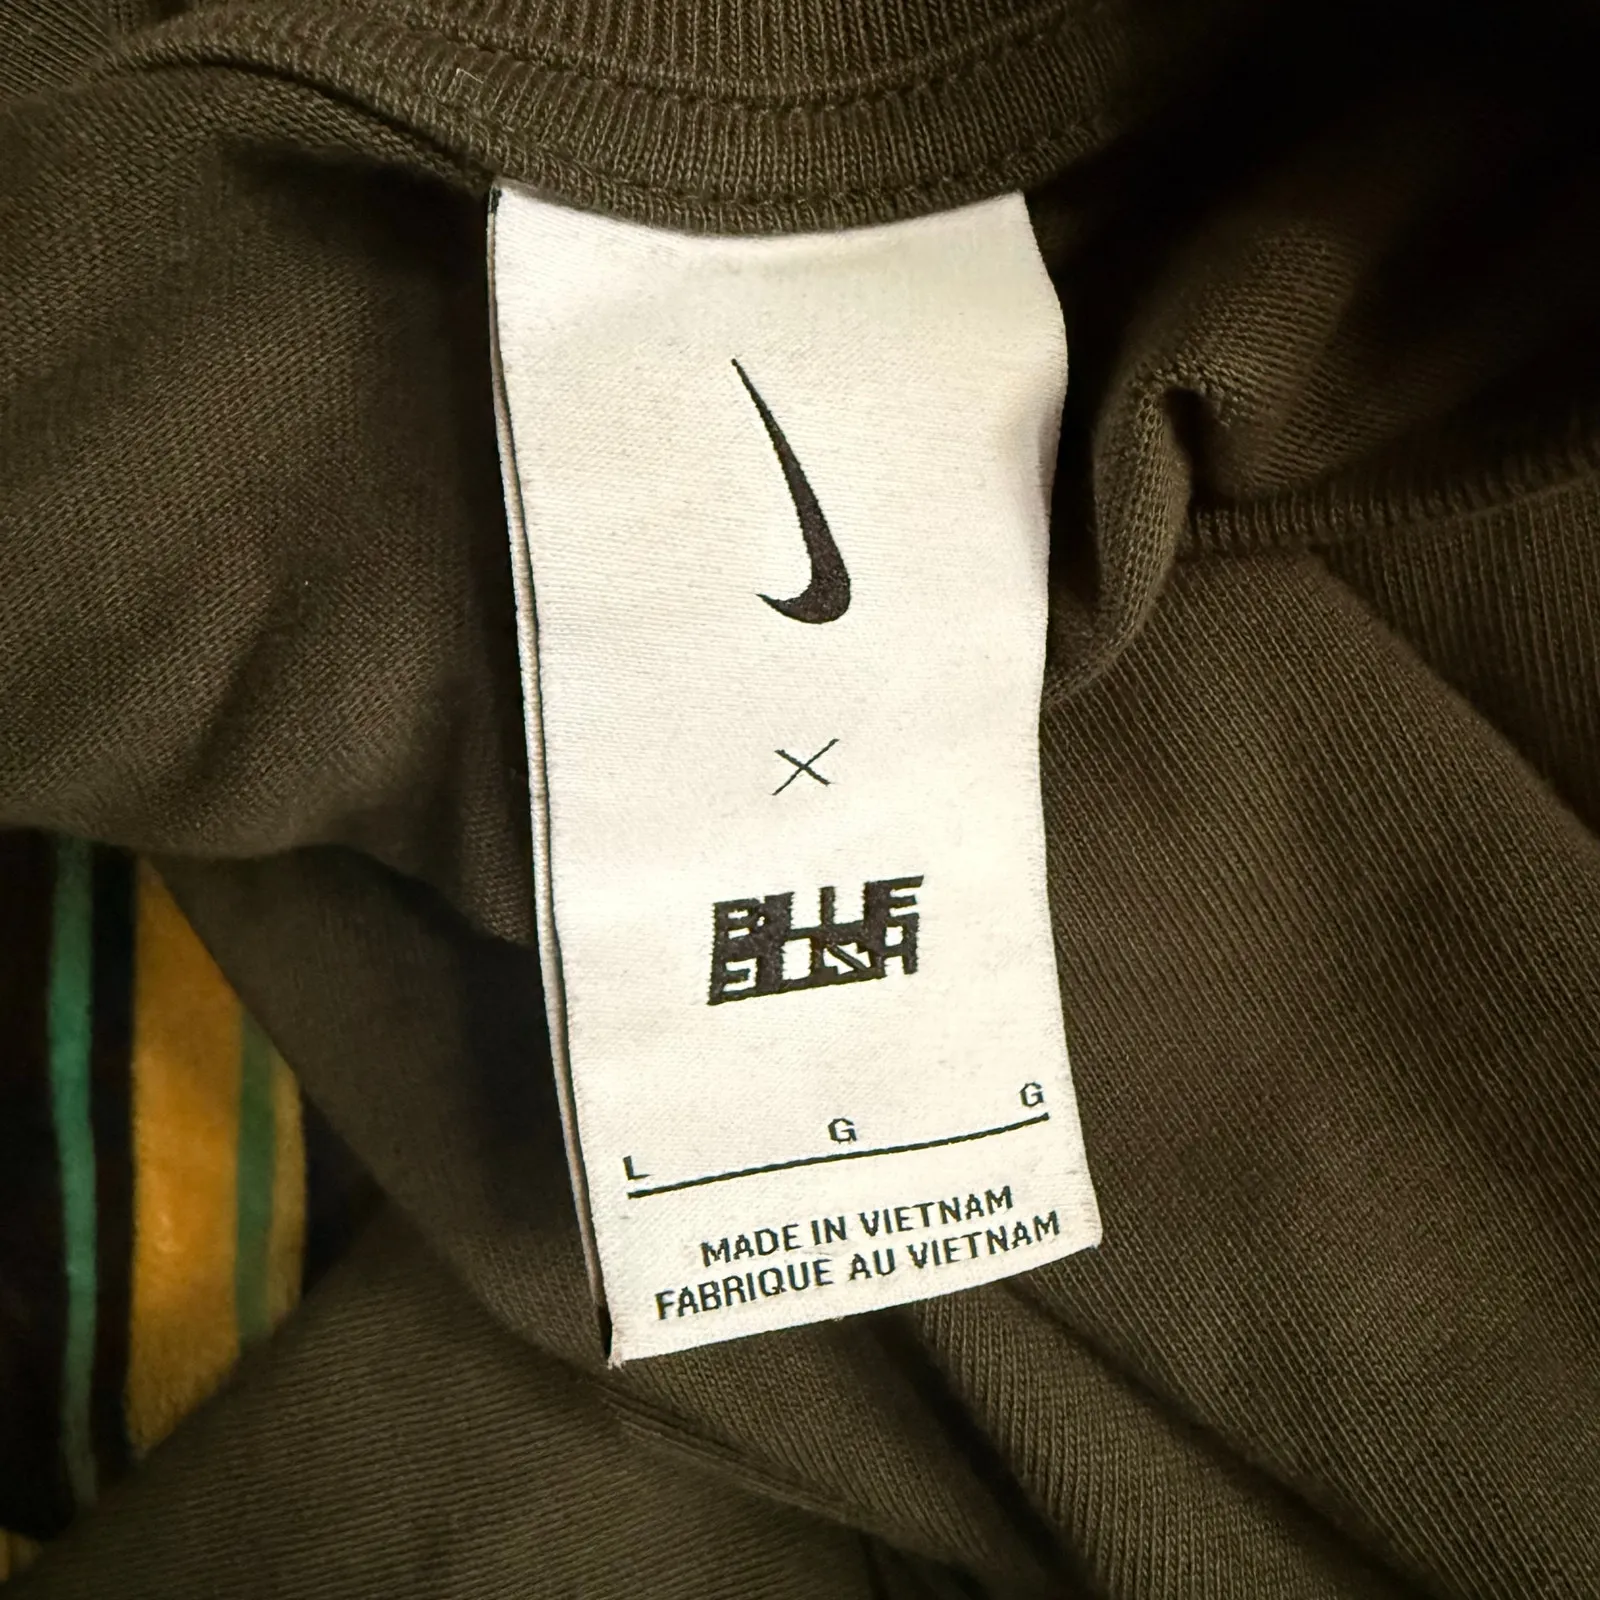 ×
BILLIE
EILISH
L G G
MADE IN VIETNAM
FABRIQUE AU VIETNAM